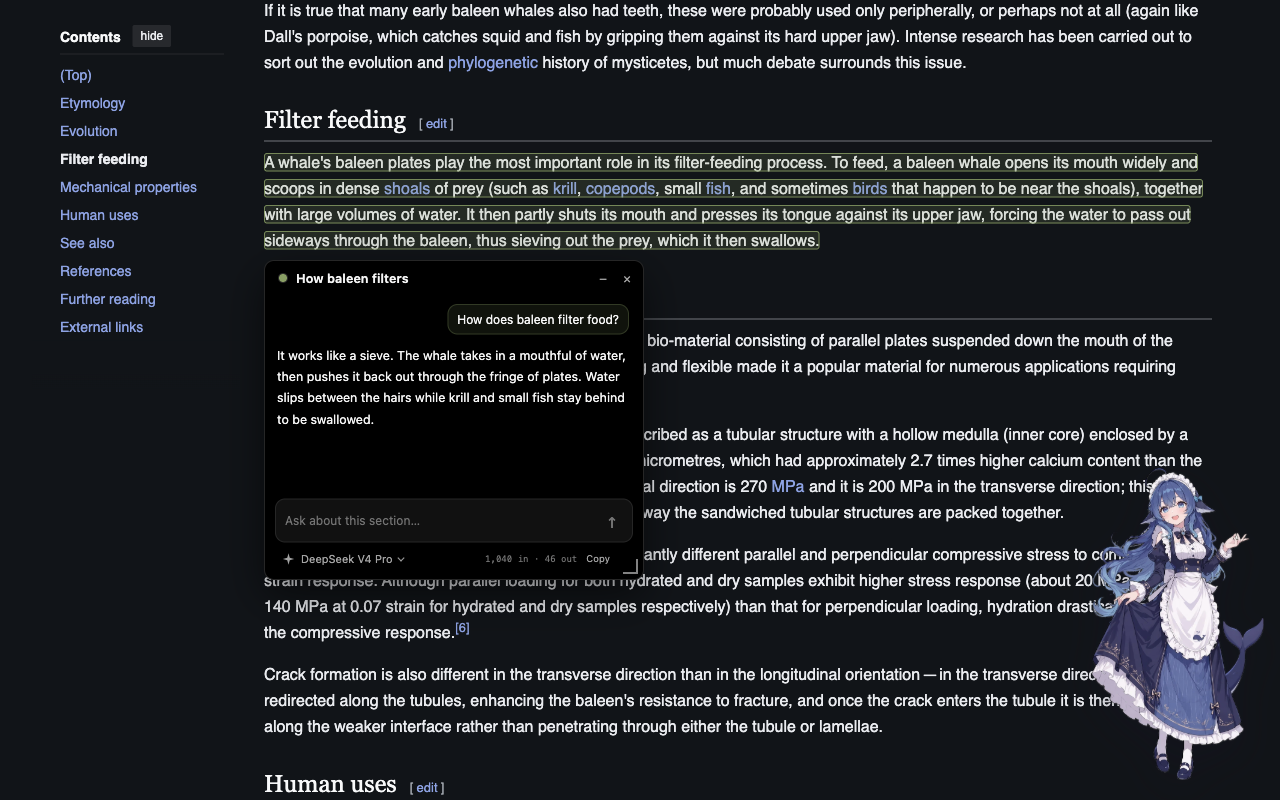 Contents hide
(Top)
Etymology
Evolution
Filter feeding
Mechanical properties
Human uses
See also
References
Further reading
External links
If it is true that many early baleen whales also had teeth, these were probably used only peripherally, or perhaps not at all (again like
Dall's porpoise, which catches squid and fish by gripping them against its hard upper jaw). Intense research has been carried out to
sort out the evolution and phylogenetic history of mysticetes, but much debate surrounds this issue.
Filter feeding [ edit ]
A whale's baleen plates play the most important role in its filter-feeding process. To feed, a baleen whale opens its mouth widely and
scoops in dense shoals of prey (such as krill, copepods, small fish, and sometimes birds that happen to be near the shoals), together
with large volumes of water. It then partly shuts its mouth and presses its tongue against its upper jaw, forcing the water to pass out
sideways through the baleen, thus sieving out the prey, which it then swallows.
How baleen filters – ×
How does baleen filter food?
It works like a sieve. The whale takes in a mouthful of water,
then pushes it back out through the fringe of plates. Water
slips between the hairs while krill and small fish stay behind
to be swallowed.
Ask about this section... ↑
DeepSeek V4 Pro 1,040 in · 46 out Copy
bio-material consisting of parallel plates suspended down the mouth of the
and flexible made it a popular material for numerous applications requiring
cribed as a tubular structure with a hollow medulla (inner core) enclosed by a
icrometres, which had approximately 2.7 times higher calcium content than the
al direction is 270 MPa and it is 200 MPa in the transverse direction; this
way the sandwiched tubular structures are packed together.
antly different parallel and perpendicular compressive stress to com
strain response. Although parallel loading for both hydrated and dry samples exhibit higher stress response (about 20
140 MPa at 0.07 strain for hydrated and dry samples respectively) than that for perpendicular loading, hydration
the compressive response.[6]
Crack formation is also different in the transverse direction than in the longitudinal orientation — in the transverse
redirected along the tubules, enhancing the baleen's resistance to fracture, and once the crack enters the tubule it is
along the weaker interface rather than penetrating through either the tubule or lamellae.
Human uses [ edit ]